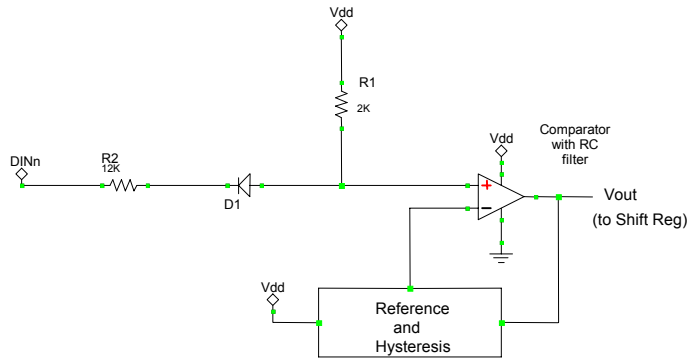 Vdd
R1
2K
Vdd
Comparator
with RC
filter
DINn
R2
12K
D1
+
−
Vout
(to Shift Reg)
Vdd
Reference
and
Hysteresis